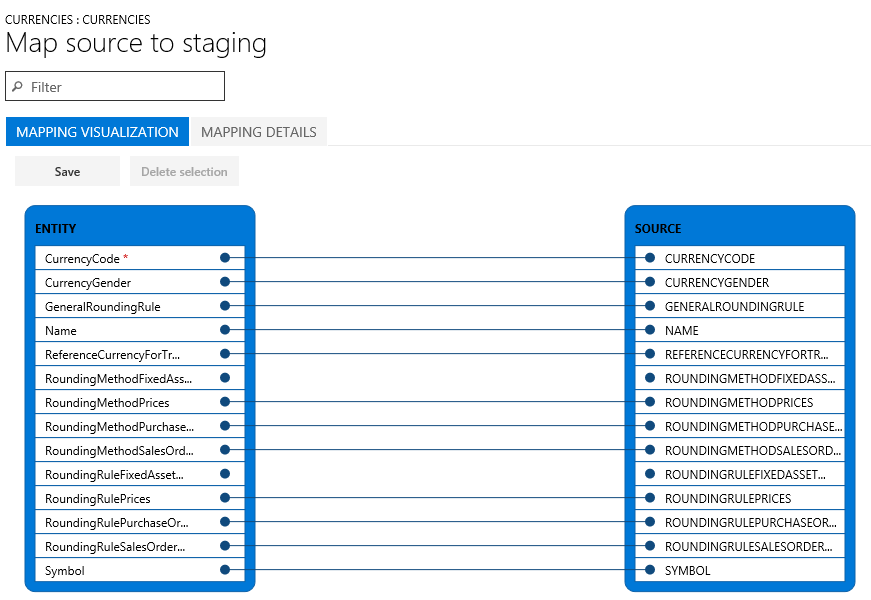 CURRENCIES : CURRENCIES
Map source to staging
Filter
MAPPING VISUALIZATION MAPPING DETAILS
Save Delete selection
ENTITY SOURCE
CurrencyCode * CURRENCYCODE
CurrencyGender CURRENCYGENDER
GeneralRoundingRule GENERALROUNDINGRULE
Name NAME
ReferenceCurrencyForTr... REFERENCECURRENCYFORTR...
RoundingMethodFixedAss... ROUNDINGMETHODFIXEDASS...
RoundingMethodPrices ROUNDINGMETHODPRICES
RoundingMethodPurchase... ROUNDINGMETHODPURCHASE...
RoundingMethodSalesOrd... ROUNDINGMETHODSALESORD...
RoundingRuleFixedAsset... ROUNDINGRULEFIXEDASSET...
RoundingRulePrices ROUNDINGRULEPRICES
RoundingRulePurchaseOr... ROUNDINGRULEPURCHASEOR...
RoundingRuleSalesOrder... ROUNDINGRULESALESORDER...
Symbol SYMBOL